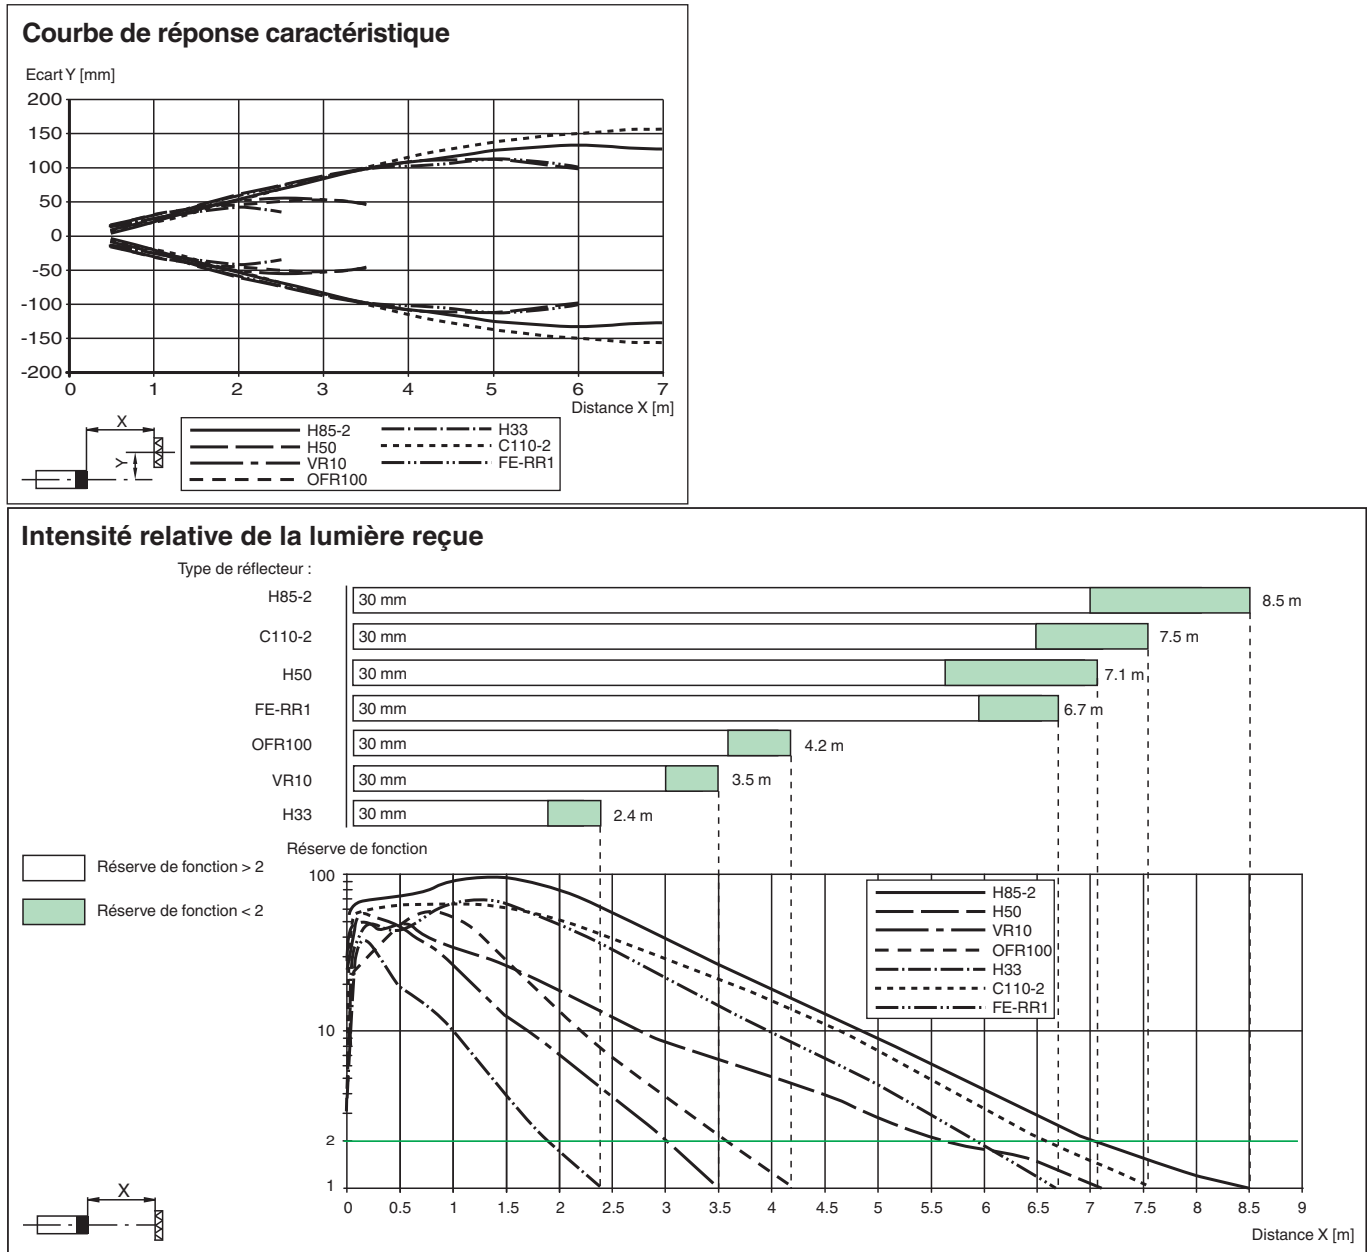 Courbe de réponse caractéristique
Ecart Y [mm]
200
150
100
50
0
-50
-100
-150
-200
0 1 2 3 4 5 6 7
Distance X [m]
X
Y
H85-2
H50
VR10
OFR100
H33
C110-2
FE-RR1
Intensité relative de la lumière reçue
Type de réflecteur :
H85-2 30 mm 8.5 m
C110-2 30 mm 7.5 m
H50 30 mm 7.1 m
FE-RR1 30 mm 6.7 m
OFR100 30 mm 4.2 m
VR10 30 mm 3.5 m
H33 30 mm 2.4 m
Réserve de fonction > 2
Réserve de fonction < 2
Réserve de fonction
100
10
2
1
H85-2
H50
VR10
OFR100
H33
C110-2
FE-RR1
0 0.5 1 1.5 2 2.5 3 3.5 4 4.5 5 5.5 6 6.5 7 7.5 8 8.5 9
Distance X [m]
X